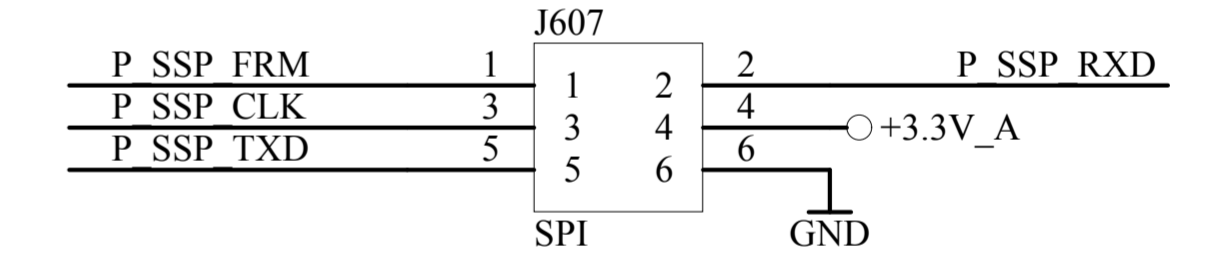 J607
P_SSP_FRM 1 1 2 2 P_SSP_RXD
P_SSP_CLK 3 3 4 4 +3.3V_A
P_SSP_TXD 5 5 6 6
SPI GND